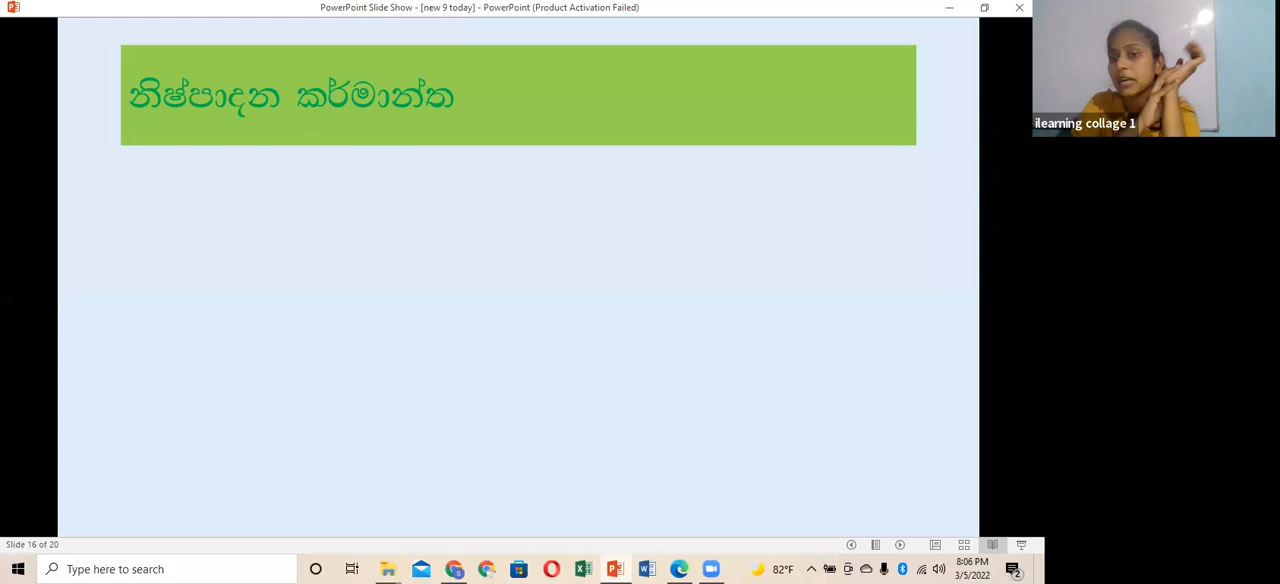 PowerPoint Slide Show - [new 9 today] - PowerPoint (Product Activation Failed)
නිෂ්පාදන කර්මාන්ත
ilearning collage 1
Slide 16 of 20
Type here to search
82°F
8:06 PM
3/5/2022
2